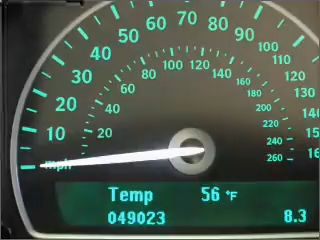 10 20 30 40 50 60 70 80 90 100 110 120 130
20 40 60 80 100 120 140 160 180 200 220 240 260
mph
Temp 56 °F
049023 8.3